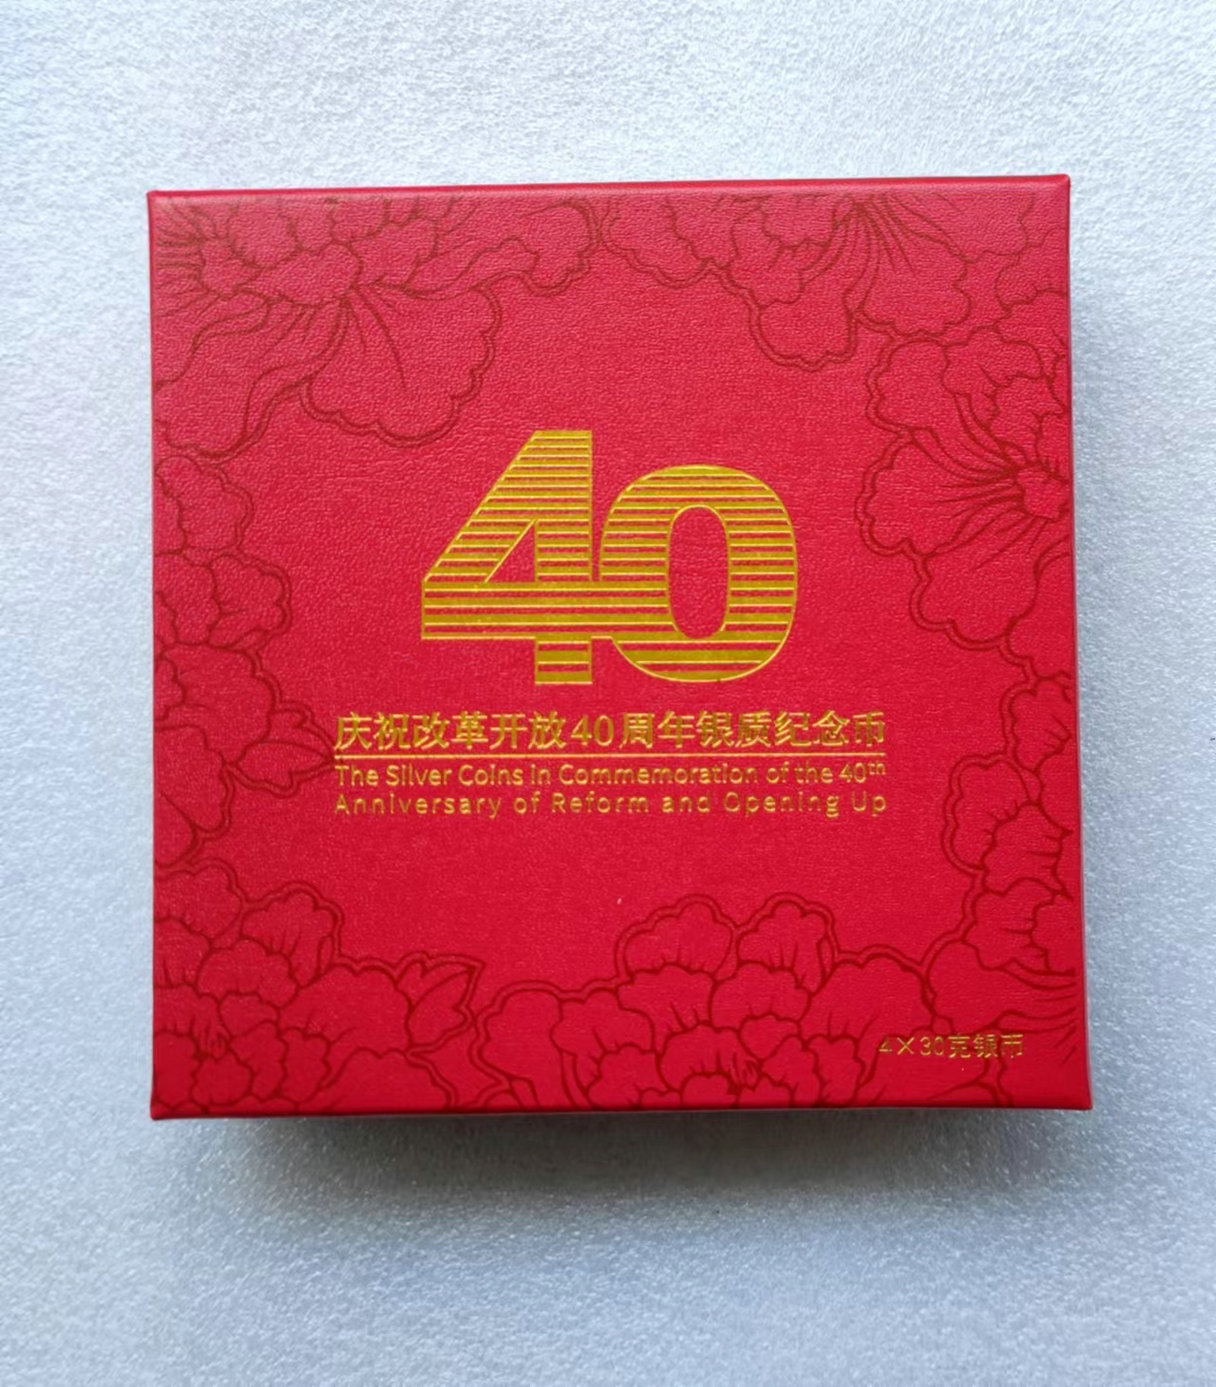 40
庆祝改革开放40周年银质纪念币
The Silver Coins in Commemoration of the 40th
Anniversary of Reform and Opening Up
4×30克银币